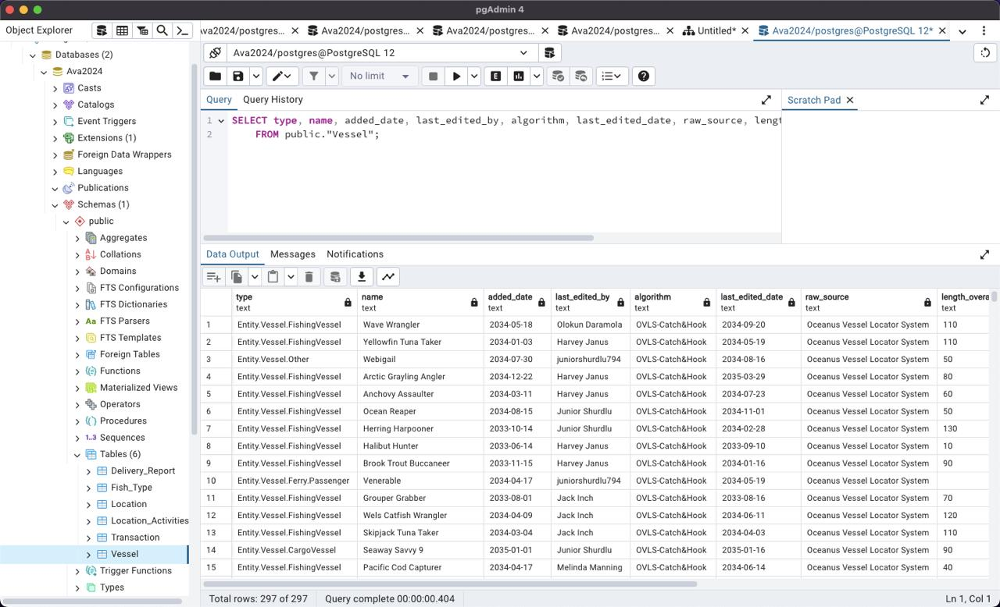 pgAdmin 4
Object Explorer
Ava2024/postgres...
Ava2024/postgres...
Ava2024/postgres...
Ava2024/postgres...
Untitled*
Ava2024/postgres@PostgreSQL 12*
Databases (2)
Ava2024
Casts
Catalogs
Event Triggers
Extensions (1)
Foreign Data Wrappers
Languages
Publications
Schemas (1)
public
Aggregates
Collations
Domains
FTS Configurations
FTS Dictionaries
Aa FTS Parsers
FTS Templates
Foreign Tables
Functions
Materialized Views
Operators
Procedures
1..3 Sequences
Tables (6)
Delivery_Report
Fish_Type
Location
Location_Activities
Transaction
Vessel
Trigger Functions
Types
Ava2024/postgres@PostgreSQL 12
No limit
E
Query Query History
Scratch Pad
1 SELECT type, name, added_date, last_edited_by, algorithm, last_edited_date, raw_source, lengt
2 FROM public."Vessel";
Data Output Messages Notifications
type name added_date last_edited_by algorithm last_edited_date raw_source length_overa
text text text text text text text text
1 Entity.Vessel.FishingVessel Wave Wrangler 2034-05-18 Olokun Daramola OVLS-Catch&Hook 2034-09-20 Oceanus Vessel Locator System 110
2 Entity.Vessel.FishingVessel Yellowfin Tuna Taker 2034-01-03 Harvey Janus OVLS-Catch&Hook 2034-05-19 Oceanus Vessel Locator System 110
3 Entity.Vessel.Other Webigail 2034-07-30 juniorshurdlu794 OVLS-Catch&Hook 2034-08-16 Oceanus Vessel Locator System 50
4 Entity.Vessel.FishingVessel Arctic Grayling Angler 2034-12-22 Harvey Janus OVLS-Catch&Hook 2035-03-29 Oceanus Vessel Locator System 80
5 Entity.Vessel.FishingVessel Anchovy Assaulter 2034-03-11 Harvey Janus OVLS-Catch&Hook 2034-07-23 Oceanus Vessel Locator System 60
6 Entity.Vessel.FishingVessel Ocean Reaper 2034-08-15 Junior Shurdlu OVLS-Catch&Hook 2034-11-01 Oceanus Vessel Locator System 50
7 Entity.Vessel.FishingVessel Herring Harpooner 2033-10-14 Junior Shurdlu OVLS-Catch&Hook 2034-02-28 Oceanus Vessel Locator System 130
8 Entity.Vessel.FishingVessel Halibut Hunter 2033-06-14 Harvey Janus OVLS-Catch&Hook 2033-09-10 Oceanus Vessel Locator System 10
9 Entity.Vessel.FishingVessel Brook Trout Buccaneer 2033-11-15 Harvey Janus OVLS-Catch&Hook 2034-01-16 Oceanus Vessel Locator System 90
10 Entity.Vessel.Ferry.Passenger Venerable 2034-04-17 juniorshurdlu794 OVLS-Catch&Hook 2034-05-19 Oceanus Vessel Locator System
11 Entity.Vessel.FishingVessel Grouper Grabber 2033-08-01 Jack Inch OVLS-Catch&Hook 2033-08-16 Oceanus Vessel Locator System 70
12 Entity.Vessel.FishingVessel Wels Catfish Wrangler 2034-04-09 Jack Inch OVLS-Catch&Hook 2034-06-11 Oceanus Vessel Locator System 120
13 Entity.Vessel.FishingVessel Skipjack Tuna Taker 2034-03-04 Jack Inch OVLS-Catch&Hook 2034-04-03 Oceanus Vessel Locator System 110
14 Entity.Vessel.CargoVessel Seaway Savvy 9 2035-01-01 Junior Shurdlu OVLS-Catch&Hook 2035-01-16 Oceanus Vessel Locator System 90
15 Entity.Vessel.FishingVessel Pacific Cod Capturer 2034-04-17 Melinda Manning OVLS-Catch&Hook 2034-06-14 Oceanus Vessel Locator System 40
Total rows: 297 of 297 Query complete 00:00:00.404 Ln 1, Col 1